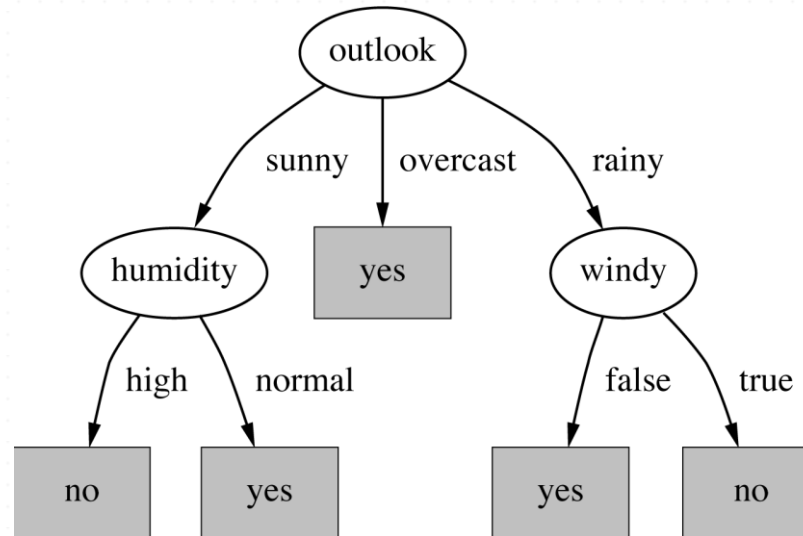 outlook
sunny overcast rainy
humidity yes windy
high normal false true
no yes yes no